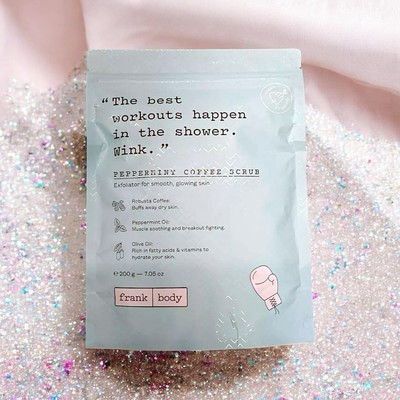 “The best
workouts happen
in the shower.
Wink.”
PEPPERMINY COFFEE SCRUB
Exfoliator for smooth, glowing skin.
Robusta Coffee:
Buffs away dry skin.
Peppermint Oil:
Muscle soothing and breakout fighting.
Olive Oil:
Rich in fatty acids & vitamins to
hydrate your skin.
℮ 200 g — 7.05 oz
frank body